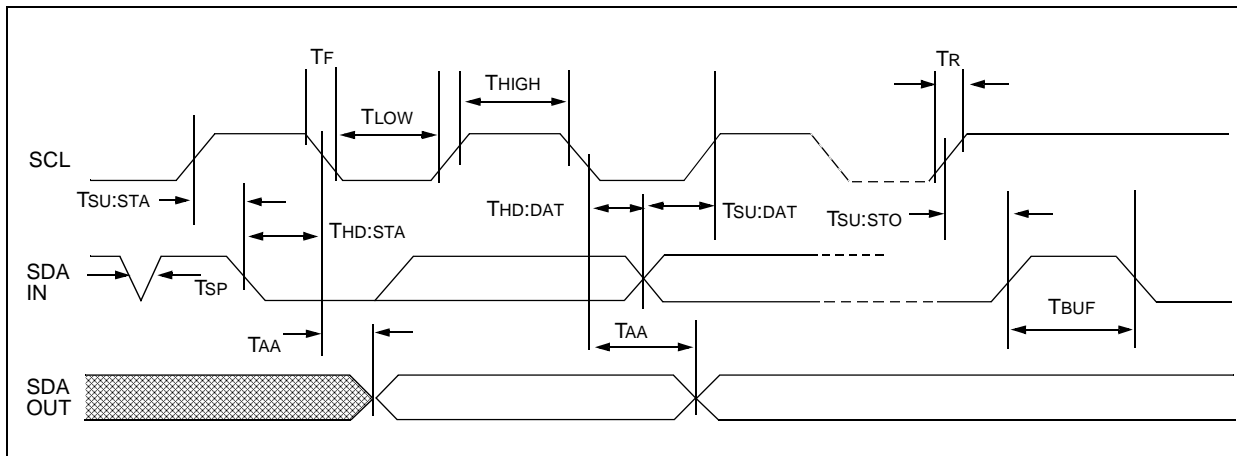 TF
THIGH
TR
TLOW
SCL
TSU:STA
THD:DAT
TSU:DAT
TSU:STO
THD:STA
SDA
IN
TSP
TBUF
TAA
TAA
SDA
OUT